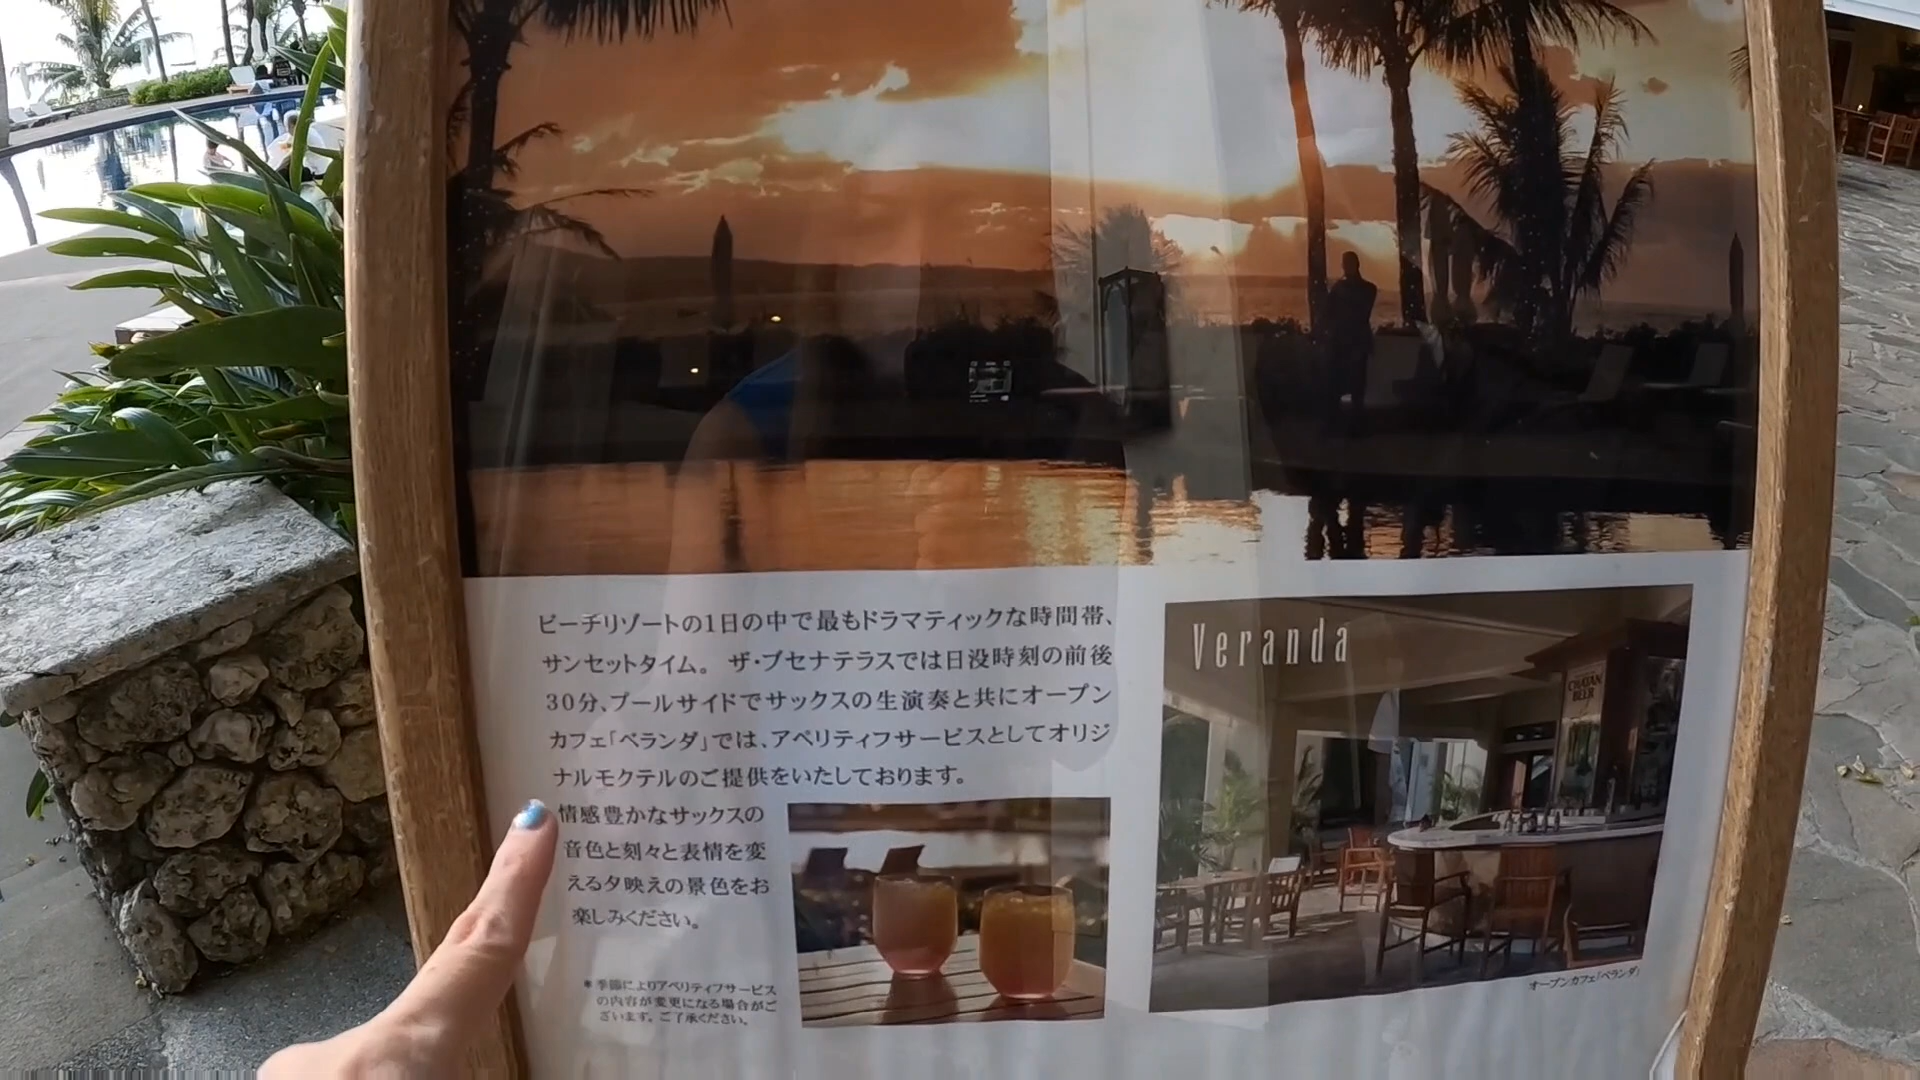 ビーチリゾートの1日の中で最もドラマティックな時間帯、
サンセットタイム。 ザ・ブセナテラスでは日没時刻の前後
30分、プールサイドでサックスの生演奏と共にオープン
カフェ「ベランダ」では、アペリティフサービスとしてオリジ
ナルモクテルのご提供をいたしております。
情感豊かなサックスの
音色と刻々と表情を変
える夕映えの景色をお
楽しみください。
*季節によりアペリティフサービス
の内容が変更になる場合がご
ざいます。ご了承ください。
Veranda
CHATAN
BEER
オープンカフェ「ベランダ」